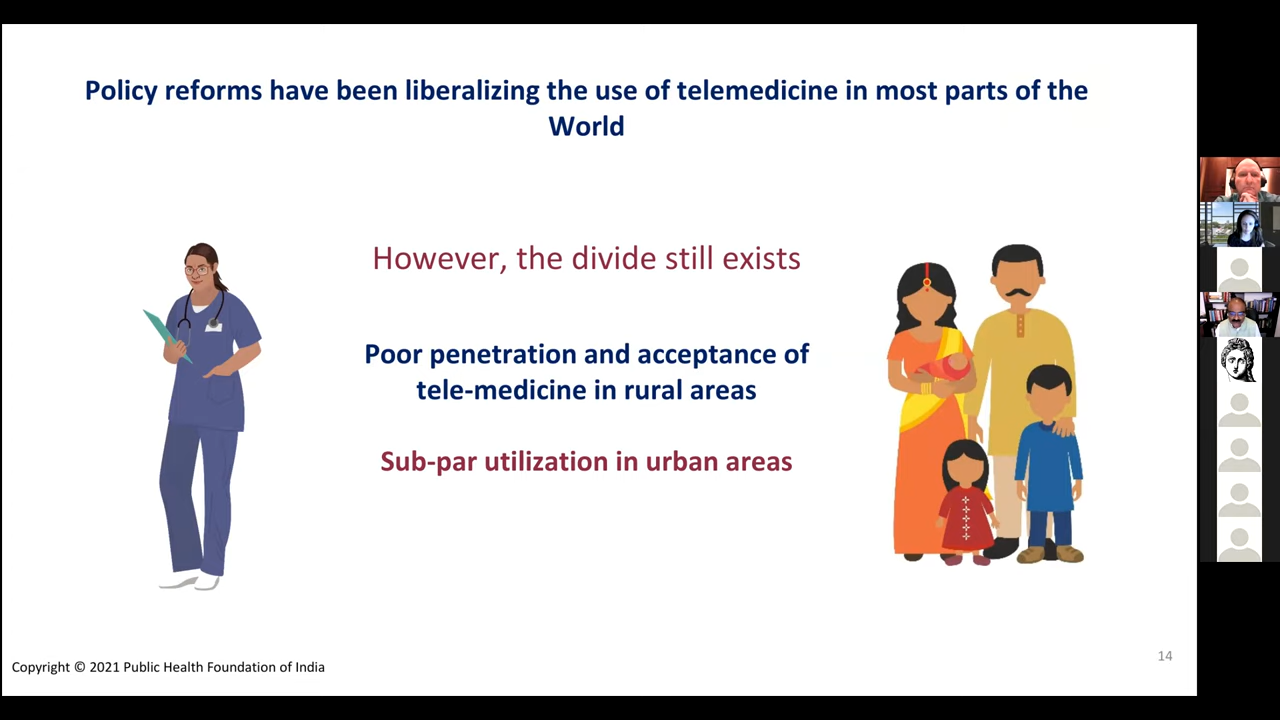 Policy reforms have been liberalizing the use of telemedicine in most parts of the
World
However, the divide still exists
Poor penetration and acceptance of
tele-medicine in rural areas
Sub-par utilization in urban areas
Copyright © 2021 Public Health Foundation of India
14